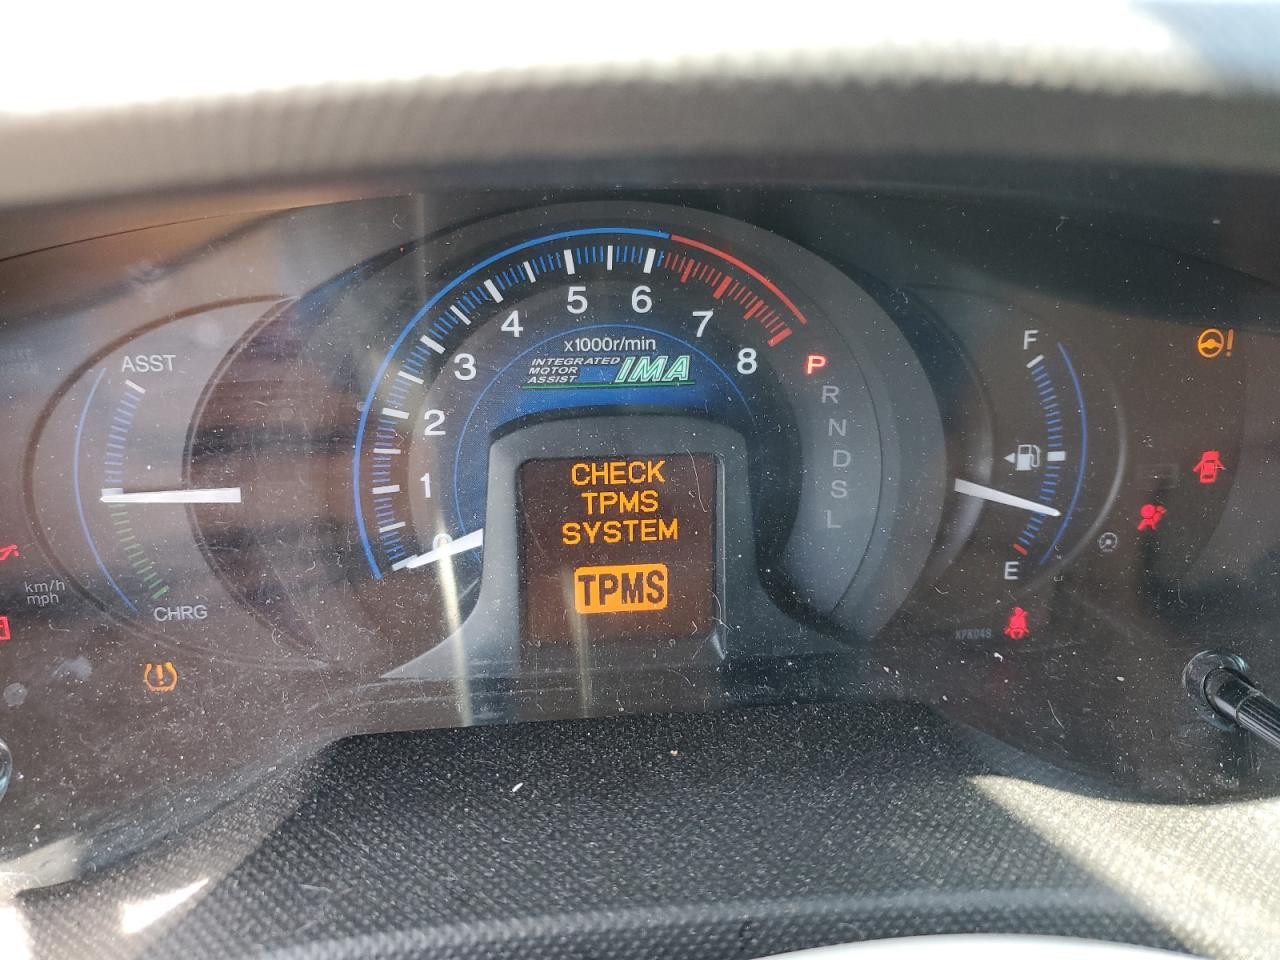 ASST
km/h
mph
CHRG
0
1
2
3
4
5
6
7
8
x1000r/min
INTEGRATED
MOTOR
ASSIST
IMA
CHECK
TPMS
SYSTEM
TPMS
P
R
N
D
S
L
F
E